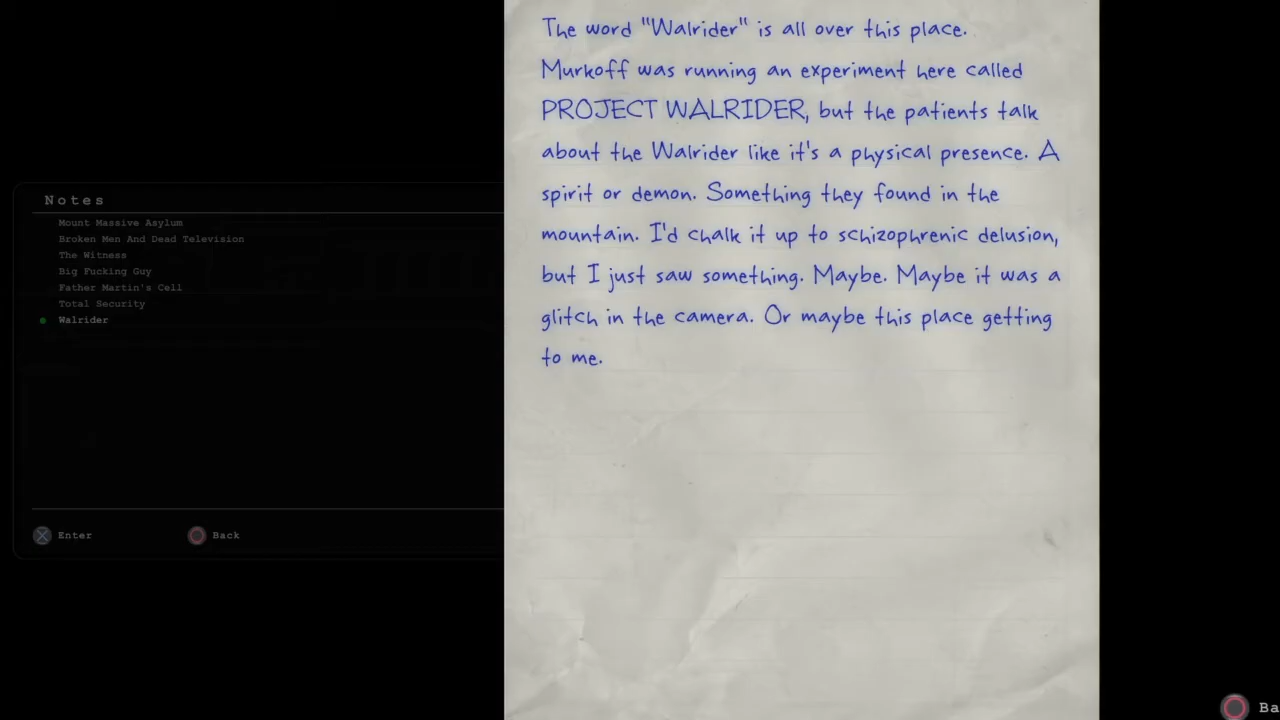 Notes
Mount Massive Asylum
Broken Men And Dead Television
The Witness
Big Fucking Guy
Father Martin's Cell
Total Security
Walrider
Enter Back
The word "Walrider" is all over this place.
Murkoff was running an experiment here called
PROJECT WALRIDER, but the patients talk
about the Walrider like it's a physical presence. A
spirit or demon. Something they found in the
mountain. I'd chalk it up to schizophrenic delusion,
but I just saw something. Maybe. Maybe it was a
glitch in the camera. Or maybe this place getting
to me.
Ba